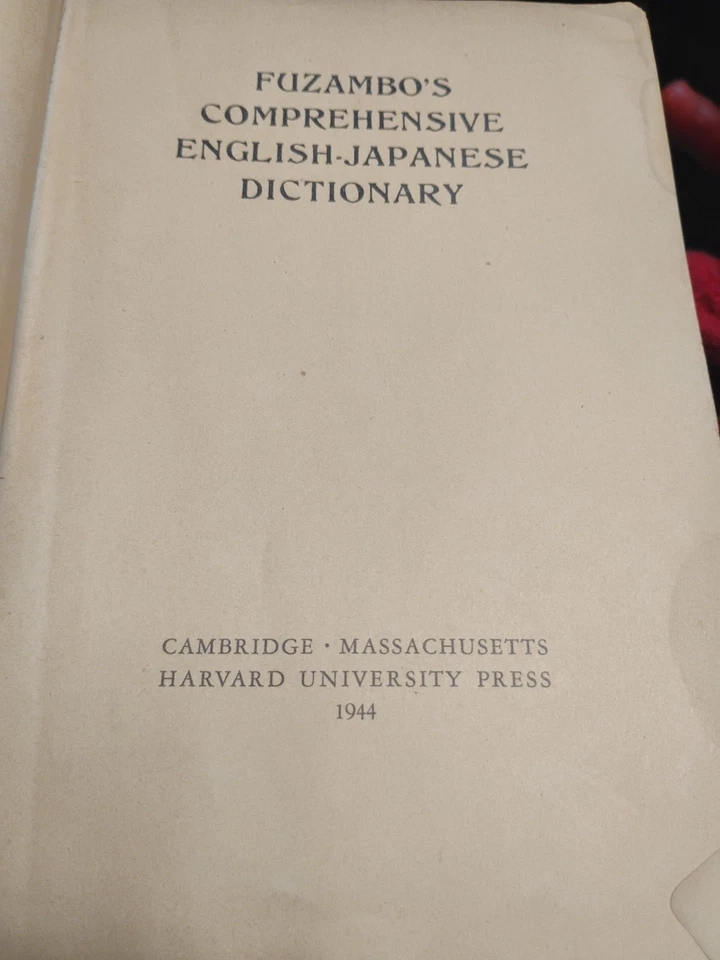 FUZAMBO'S
COMPREHENSIVE
ENGLISH-JAPANESE
DICTIONARY
CAMBRIDGE · MASSACHUSETTS
HARVARD UNIVERSITY PRESS
1944